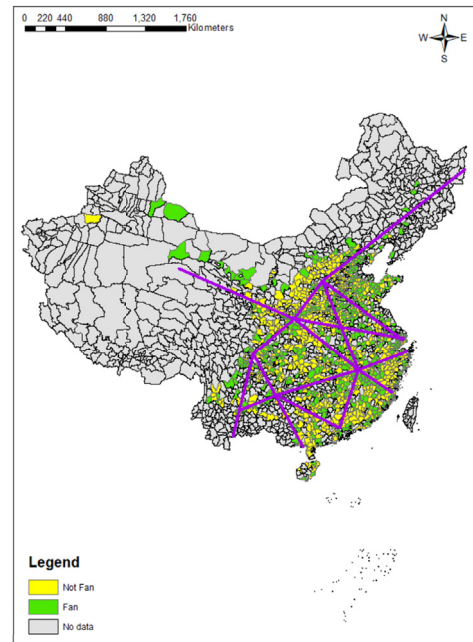 0 220 440 880 1,320 1,760
Kilometers
N
W E
S
Legend
Not Fan
Fan
No data